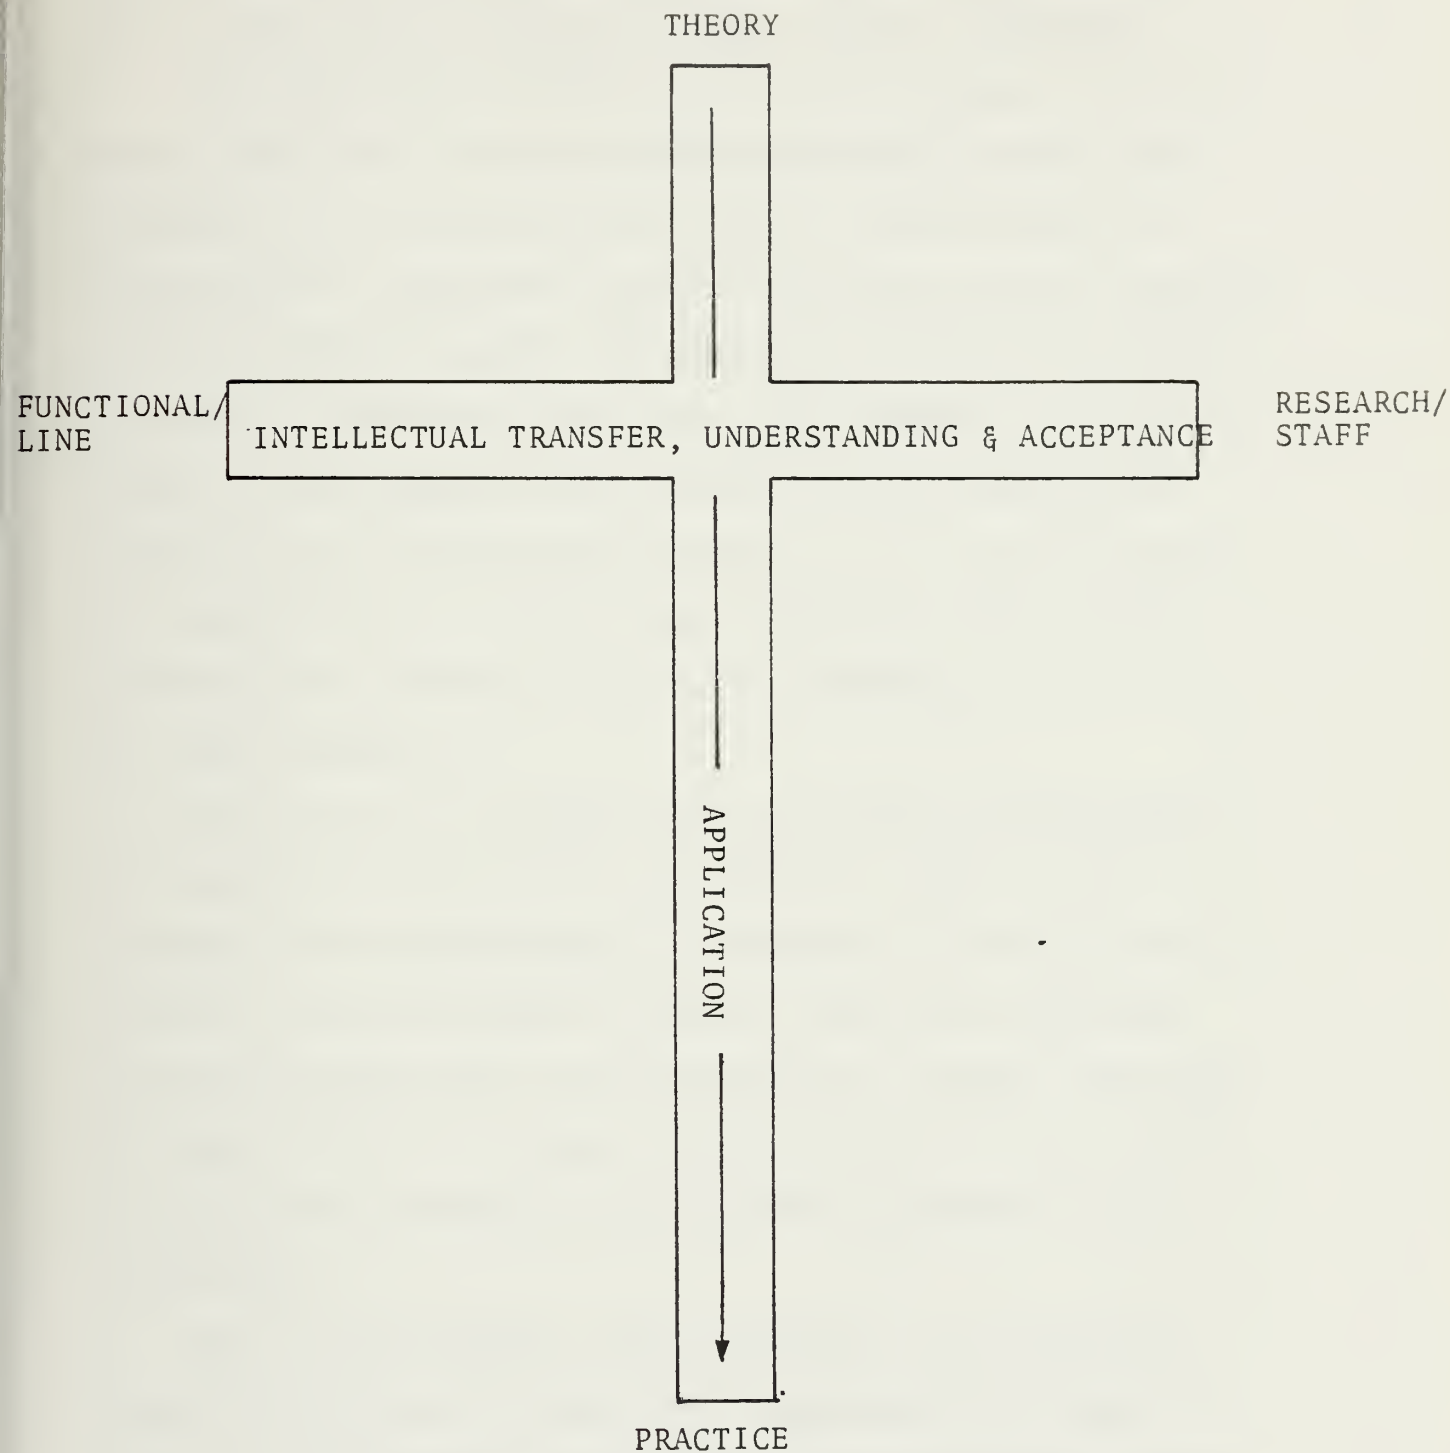 THEORY
FUNCTIONAL/
LINE
INTELLECTUAL TRANSFER, UNDERSTANDING & ACCEPTANCE
RESEARCH/
STAFF
APPLICATION
PRACTICE